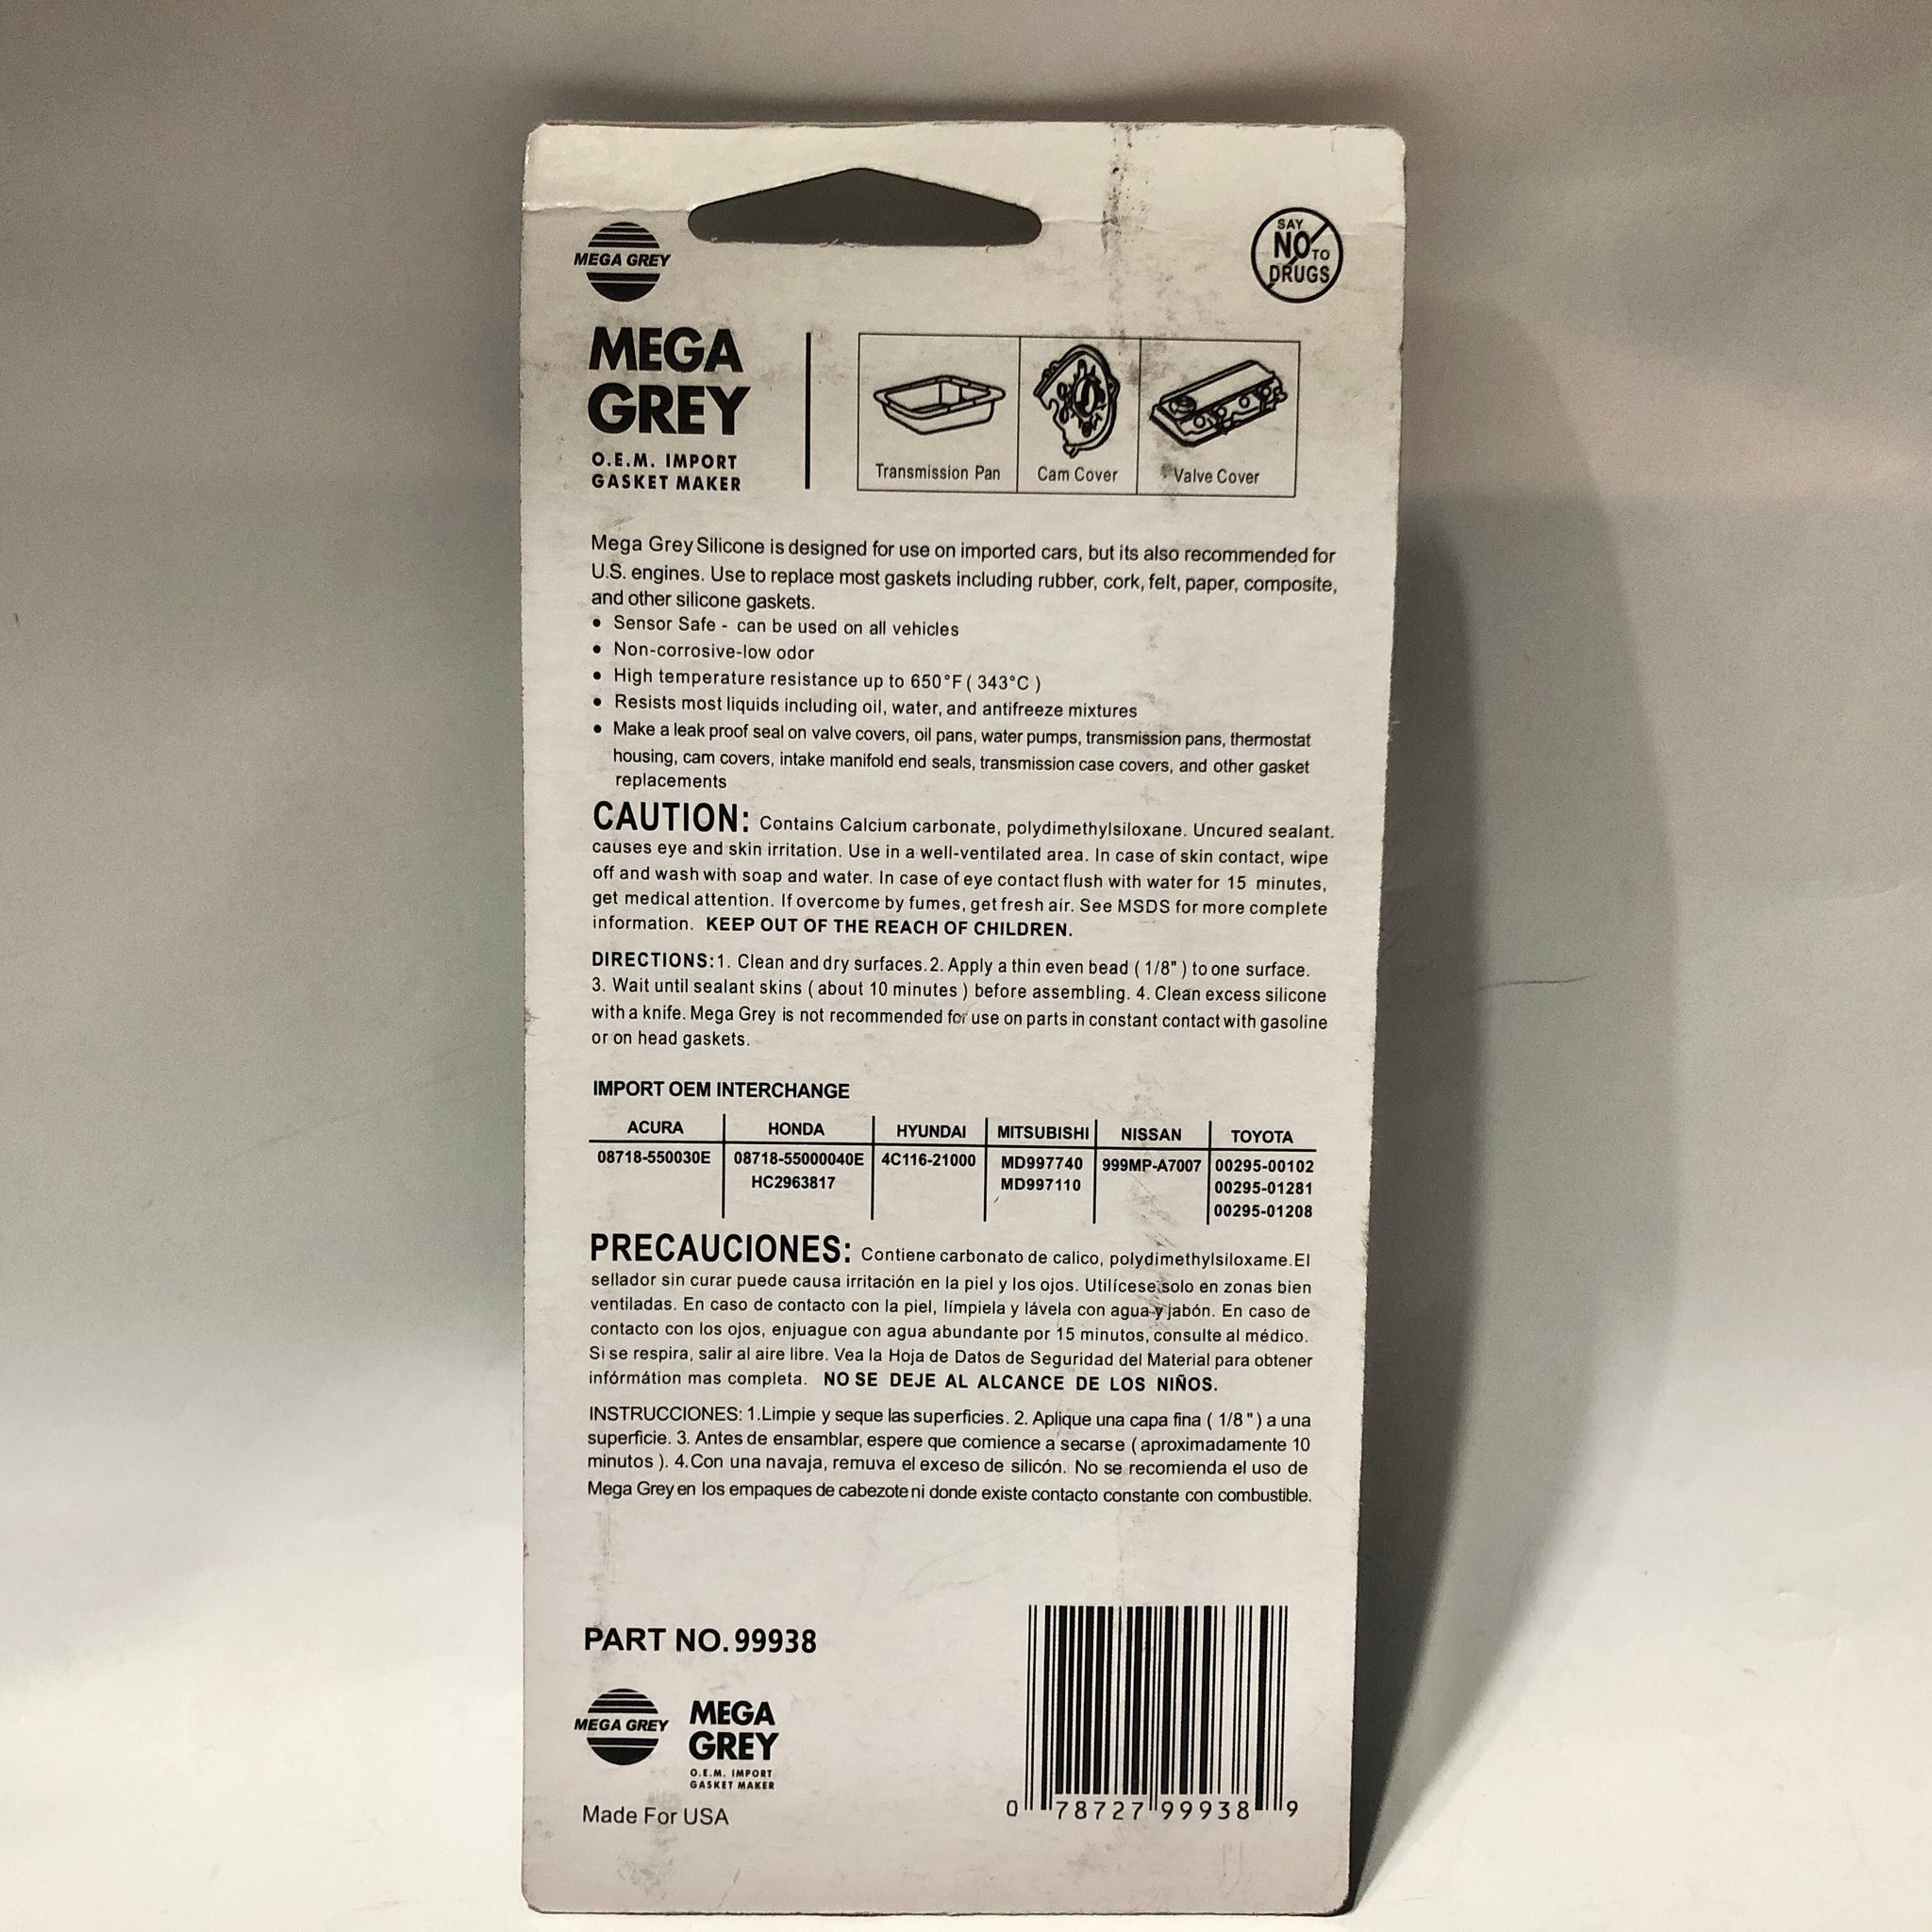 MEGA GREY
SAY
NO TO
DRUGS
MEGA
GREY
O.E.M. IMPORT
GASKET MAKER
Transmission Pan
Cam Cover
Valve Cover
Mega Grey Silicone is designed for use on imported cars, but its also recommended for
U.S. engines. Use to replace most gaskets including rubber, cork, felt, paper, composite,
and other silicone gaskets.
• Sensor Safe - can be used on all vehicles
• Non-corrosive-low odor
• High temperature resistance up to 650°F ( 343°C )
• Resists most liquids including oil, water, and antifreeze mixtures
• Make a leak proof seal on valve covers, oil pans, water pumps, transmission pans, thermostat
housing, cam covers, intake manifold end seals, transmission case covers, and other gasket
replacements
CAUTION: Contains Calcium carbonate, polydimethylsiloxane. Uncured sealant.
causes eye and skin irritation. Use in a well-ventilated area. In case of skin contact, wipe
off and wash with soap and water. In case of eye contact flush with water for 15 minutes,
get medical attention. If overcome by fumes, get fresh air. See MSDS for more complete
information. KEEP OUT OF THE REACH OF CHILDREN.
DIRECTIONS: 1. Clean and dry surfaces. 2. Apply a thin even bead ( 1/8" ) to one surface.
3. Wait until sealant skins ( about 10 minutes ) before assembling. 4. Clean excess silicone
with a knife. Mega Grey is not recommended for use on parts in constant contact with gasoline
or on head gaskets.
IMPORT OEM INTERCHANGE
ACURA HONDA HYUNDAI MITSUBISHI NISSAN TOYOTA
08718-550030E 08718-55000040E 4C116-21000 MD997740 999MP-A7007 00295-00102
HC2963817 MD997110 00295-01281
00295-01208
PRECAUCIONES: Contiene carbonato de calico, polydimethylsiloxame. El
sellador sin curar puede causa irritación en la piel y los ojos. Utilícese solo en zonas bien
ventiladas. En caso de contacto con la piel, límpiela y lávela con agua y jabón. En caso de
contacto con los ojos, enjuague con agua abundante por 15 minutos, consulte al médico.
Si se respira, salir al aire libre. Vea la Hoja de Datos de Seguridad del Material para obtener
infórmátion mas completa. NO SE DEJE AL ALCANCE DE LOS NIÑOS.
INSTRUCCIONES: 1.Limpie y seque las superficies. 2. Aplique una capa fina ( 1/8 " ) a una
superficie. 3. Antes de ensamblar, espere que comience a secarse ( aproximadamente 10
minutos ). 4.Con una navaja, remuva el exceso de silicón. No se recomienda el uso de
Mega Grey en los empaques de cabezote ni donde existe contacto constante con combustible.
PART NO. 99938
MEGA GREY
MEGA
GREY
O.E.M. IMPORT
GASKET MAKER
Made For USA
0 78727 99938 9